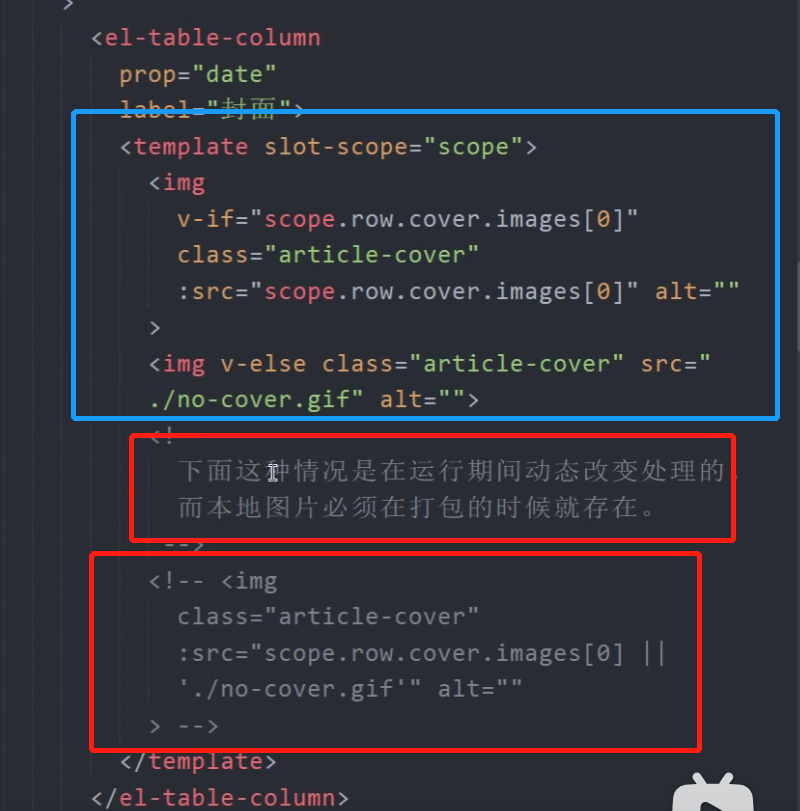 >
<el-table-column
prop="date"
label="封面">
<template slot-scope="scope">
<img
v-if="scope.row.cover.images[0]"
class="article-cover"
:src="scope.row.cover.images[0]" alt=""
>
<img v-else class="article-cover" src="
./no-cover.gif" alt="">
<!--
下面这种情况是在运行期间动态改变处理的。
而本地图片必须在打包的时候就存在。
-->
<!-- <img
class="article-cover"
:src="scope.row.cover.images[0] ||
'./no-cover.gif'" alt=""
> -->
</template>
</el-table-column>